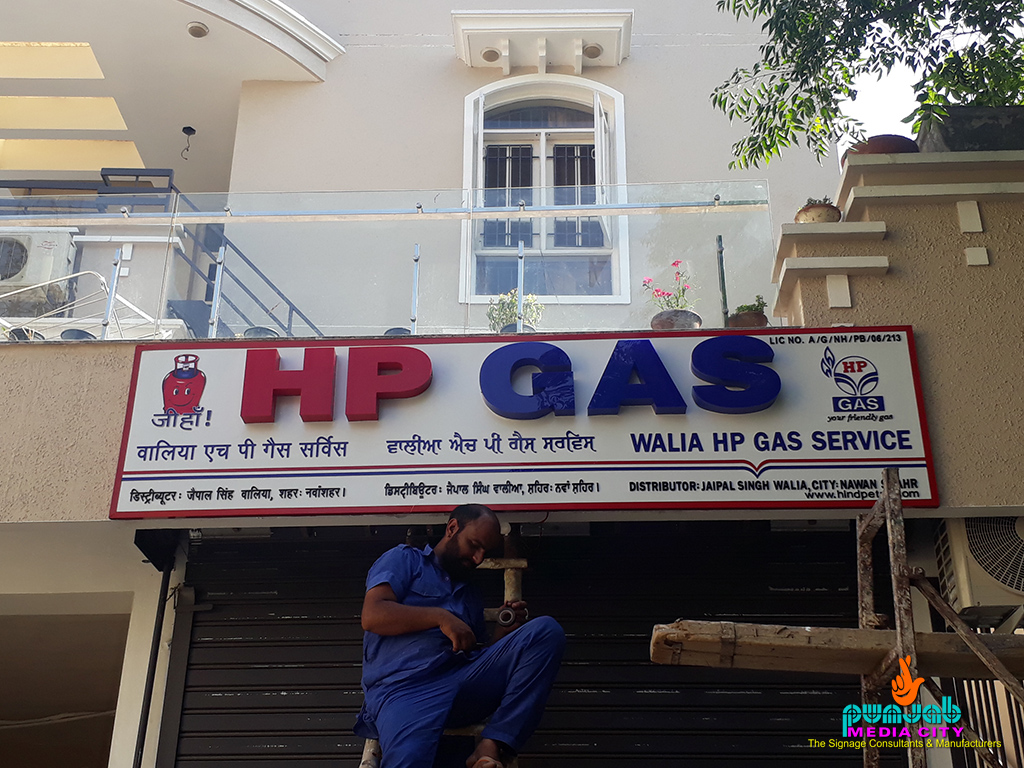 LIC NO. A/G/NH/PB/06/213
HP GAS
जीहाँ!
HP
GAS
your friendly gas
वालिया एच पी गैस सर्विस
ਵਾਲੀਆ ਐਚ ਪੀ ਗੈਸ ਸਰਵਿਸ
WALIA HP GAS SERVICE
डिस्ट्रीब्यूटर: जैपाल सिंह वालिया, शहर: नवांशहर।
ਡਿਸਟ੍ਰੀਬਿਊਟਰ: ਜੈਪਾਲ ਸਿੰਘ ਵਾਲੀਆ, ਸ਼ਹਿਰ: ਨਵਾਂ ਸ਼ਹਿਰ।
DISTRIBUTOR: JAIPAL SINGH WALIA, CITY: NAWAN
punjab
MEDIA CITY
The Signage Consultants & Manufacturers